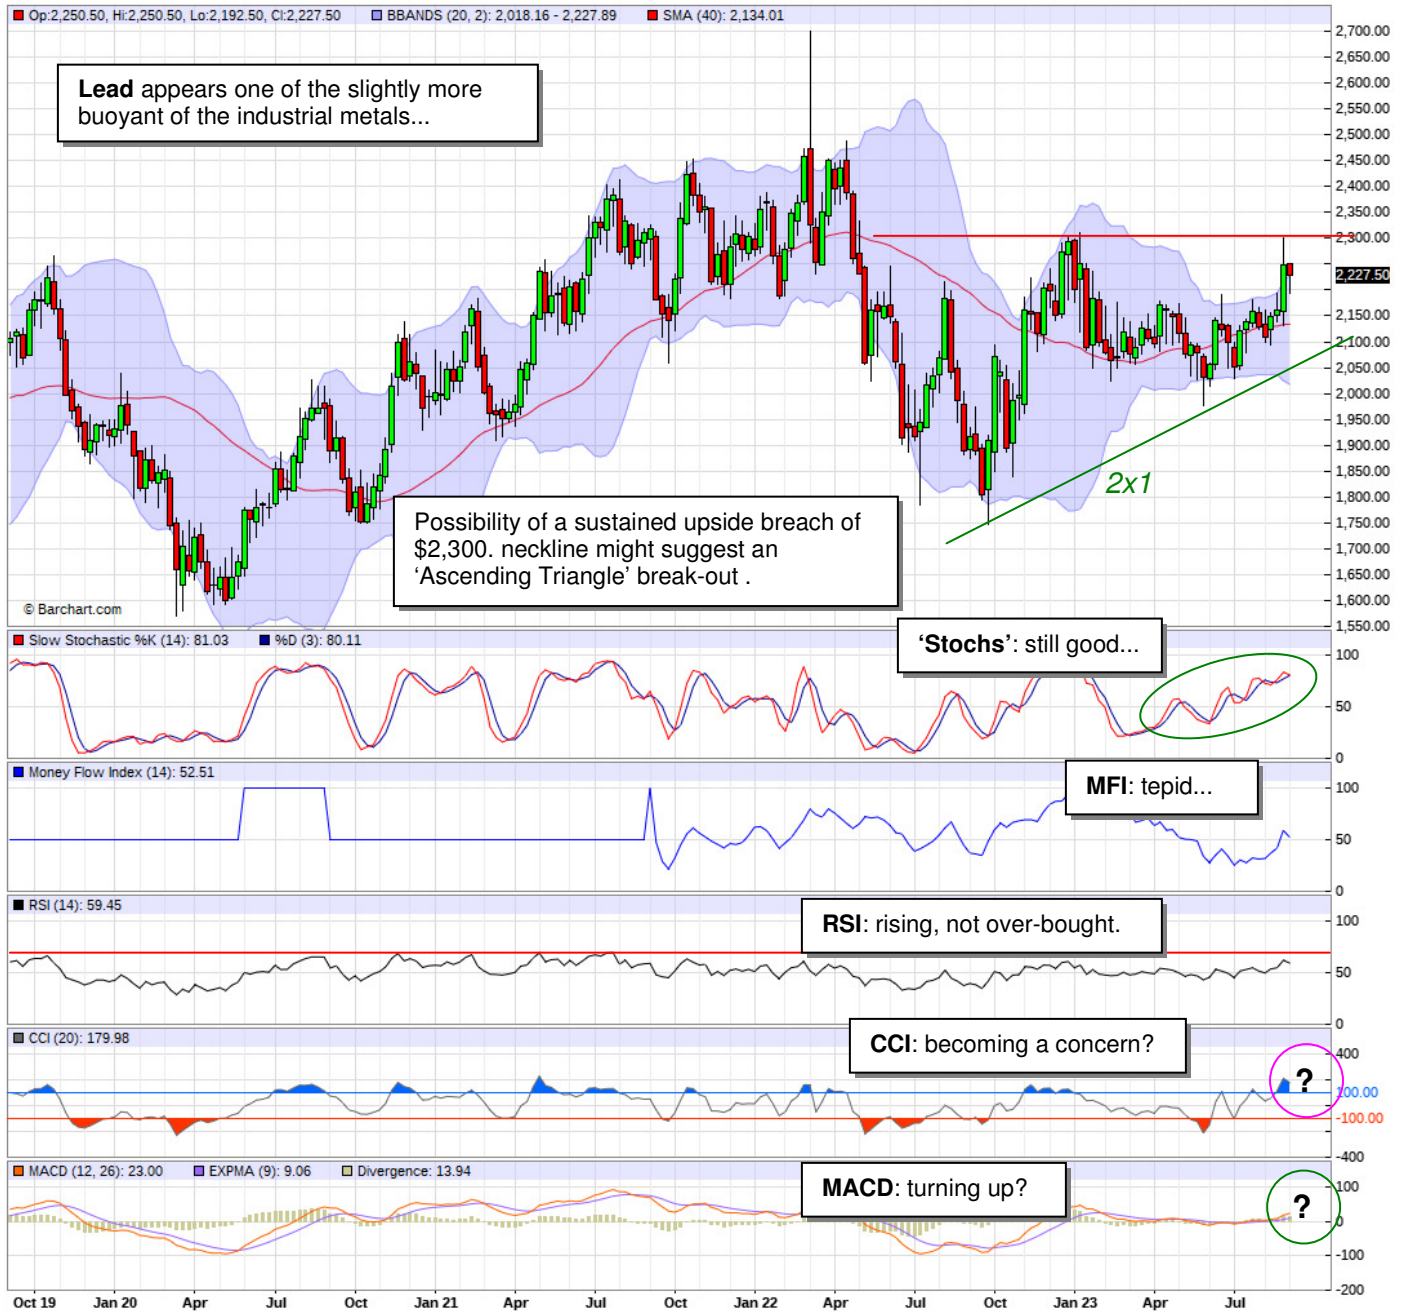 Op:2,250.50, Hi:2,250.50, Lo:2,192.50, Cl:2,227.50 BBANDS (20, 2): 2,018.16 - 2,227.89 SMA (40): 2,134.01
2,700.00
2,650.00
2,600.00
2,550.00
2,500.00
2,450.00
2,400.00
2,350.00
2,300.00
2,227.50
2,150.00
2,100.00
2,050.00
2,000.00
1,950.00
1,900.00
1,850.00
1,800.00
1,750.00
1,700.00
1,650.00
1,600.00
1,550.00
Lead appears one of the slightly more
buoyant of the industrial metals...
2x1
Possibility of a sustained upside breach of
$2,300. neckline might suggest an
‘Ascending Triangle’ break-out .
© Barchart.com
Slow Stochastic %K (14): 81.03 %D (3): 80.11
‘Stochs’: still good...
100
50
0
Money Flow Index (14): 52.51
MFI: tepid...
100
50
0
RSI (14): 59.45
RSI: rising, not over-bought.
100
50
0
CCI (20): 179.98
CCI: becoming a concern?
400
?
100.00
-100.00
-400
MACD (12, 26): 23.00 EXPMA (9): 9.06 Divergence: 13.94
MACD: turning up?
100
?
0
-100
-200
Oct 19 Jan 20 Apr Jul Oct Jan 21 Apr Jul Oct Jan 22 Apr Jul Oct Jan 23 Apr Jul